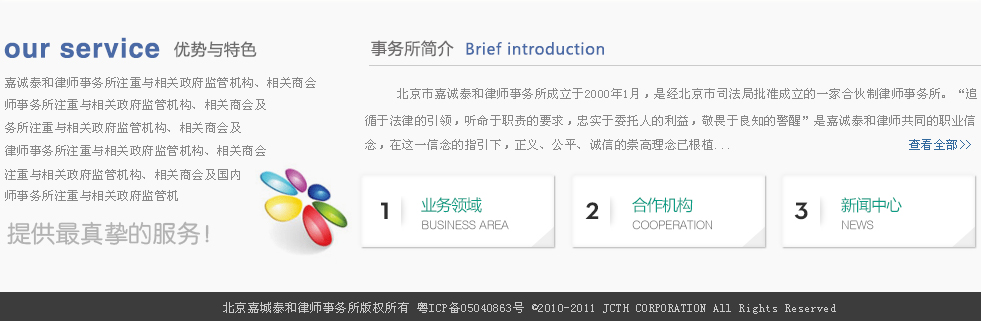 our service 优势与特色
嘉诚泰和律师事务所注重与相关政府监管机构、相关商会
师事务所注重与相关政府监管机构、相关商会及
务所注重与相关政府监管机构、相关商会及
律师事务所注重与相关政府监管机构、相关商会
注重与相关政府监管机构、相关商会及国内
师事务所注重与相关政府监管机
提供最真挚的服务!
事务所简介 Brief introduction
北京市嘉诚泰和律师事务所成立于2000年1月，是经北京市司法局批准成立的一家合伙制律师事务所。“追
循于法律的引领，听命于职责的要求，忠实于委托人的利益，敬畏于良知的警醒”是嘉诚泰和律师共同的职业信
念，在这一信念的指引下，正义、公平、诚信的崇高理念已根植...
查看全部>>
1 业务领域
BUSINESS AREA
2 合作机构
COOPERATION
3 新闻中心
NEWS
北京嘉城泰和律师事务所版权所有 粤ICP备05040863号 ©2010-2011 JCTH CORPORATION All Rights Reserved